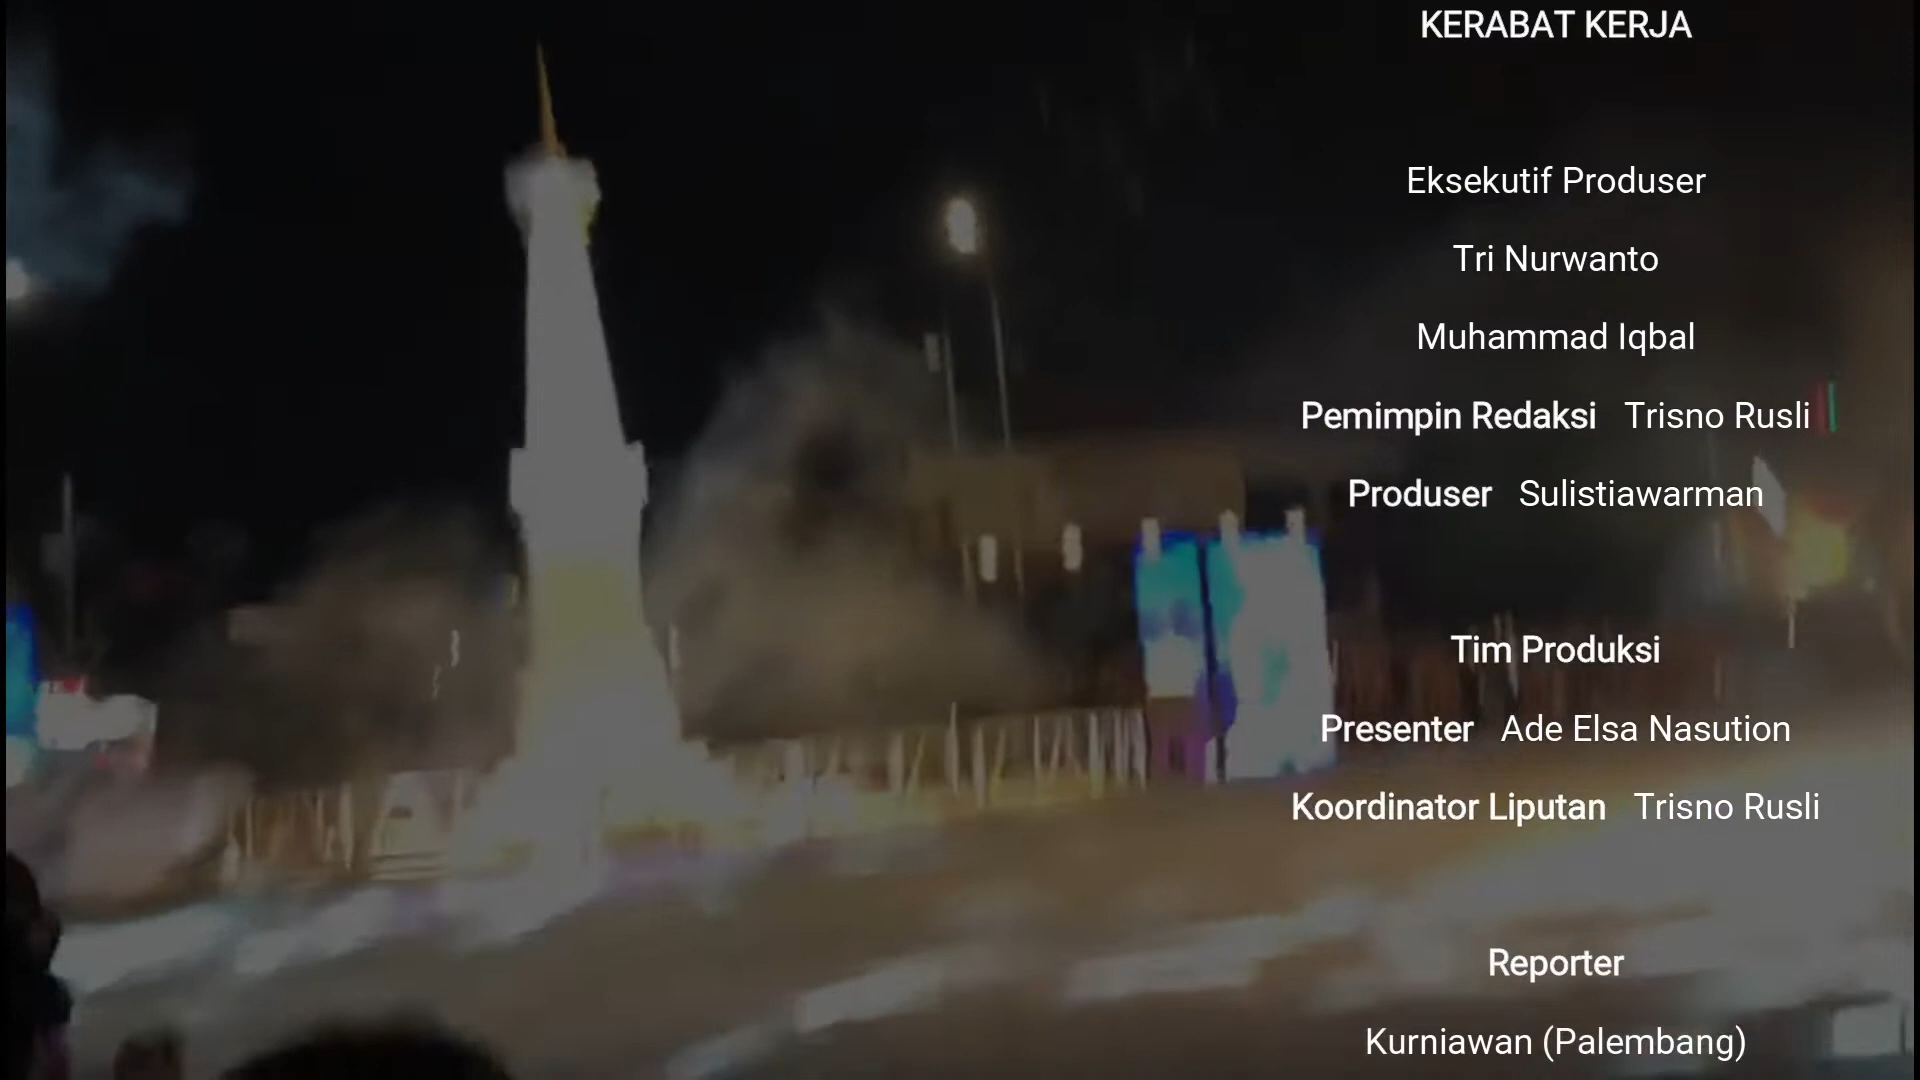 KERABAT KERJA
Eksekutif Produser
Tri Nurwanto
Muhammad Iqbal
Pemimpin Redaksi Trisno Rusli
Produser Sulistiawarman
Tim Produksi
Presenter Ade Elsa Nasution
Koordinator Liputan Trisno Rusli
Reporter
Kurniawan (Palembang)